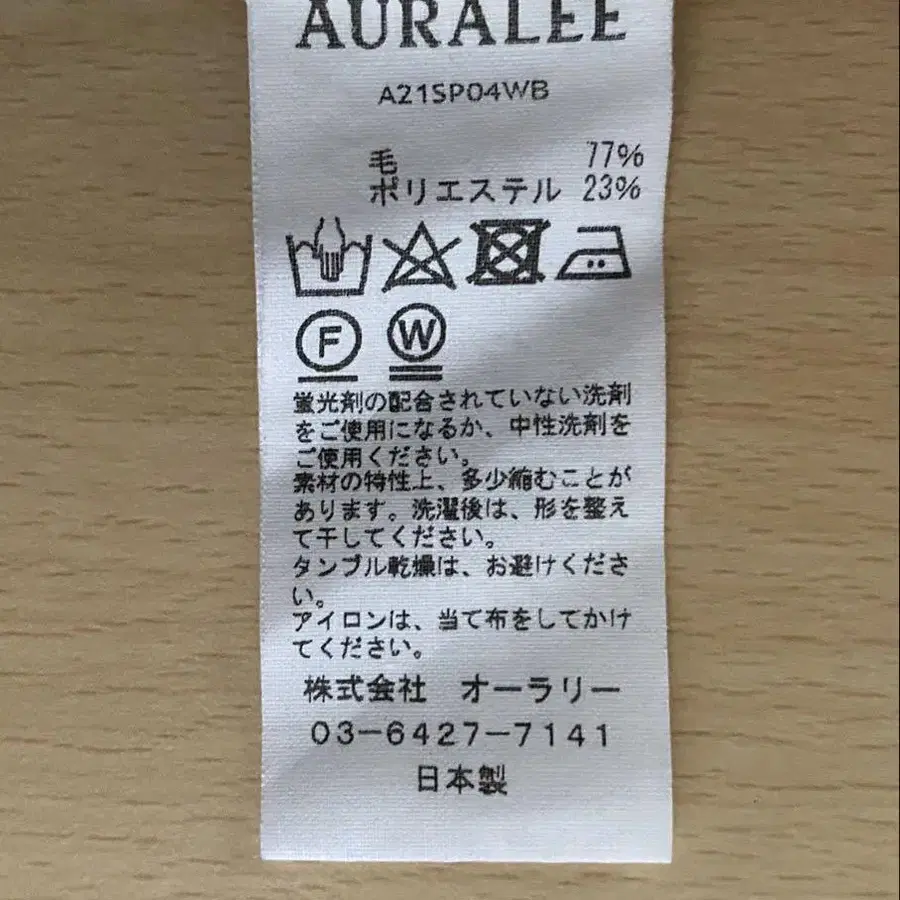 AURALEE
A21SP04WB
毛 77%
ポリエステル 23%
F W
蛍光剤の配合されていない洗剤
をご使用になるか、中性洗剤を
ご使用ください。
素材の特性上、多少縮むことが
あります。洗濯後は、形を整え
て干してください。
タンブル乾燥は、お避けくださ
い。
アイロンは、当て布をしてかけ
てください。
株式会社 オーラリー
03-6427-7141
日本製